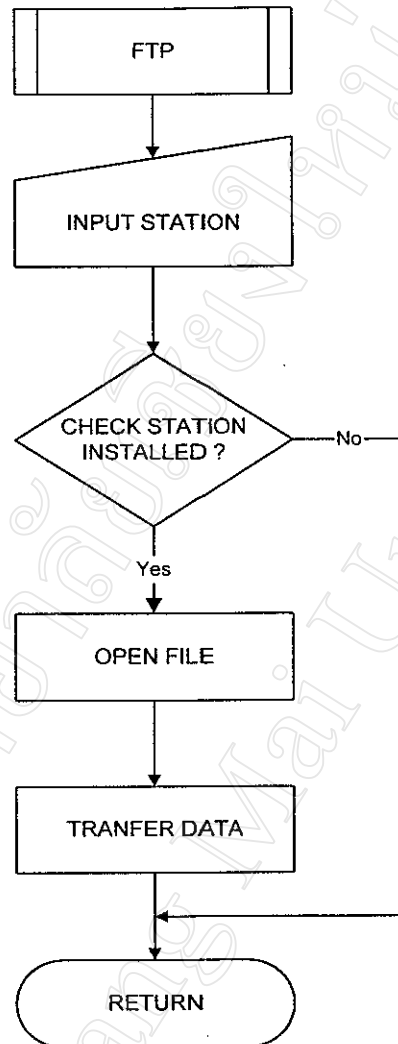 FTP
INPUT STATION
CHECK STATION
INSTALLED ?
No
Yes
OPEN FILE
TRANFER DATA
RETURN